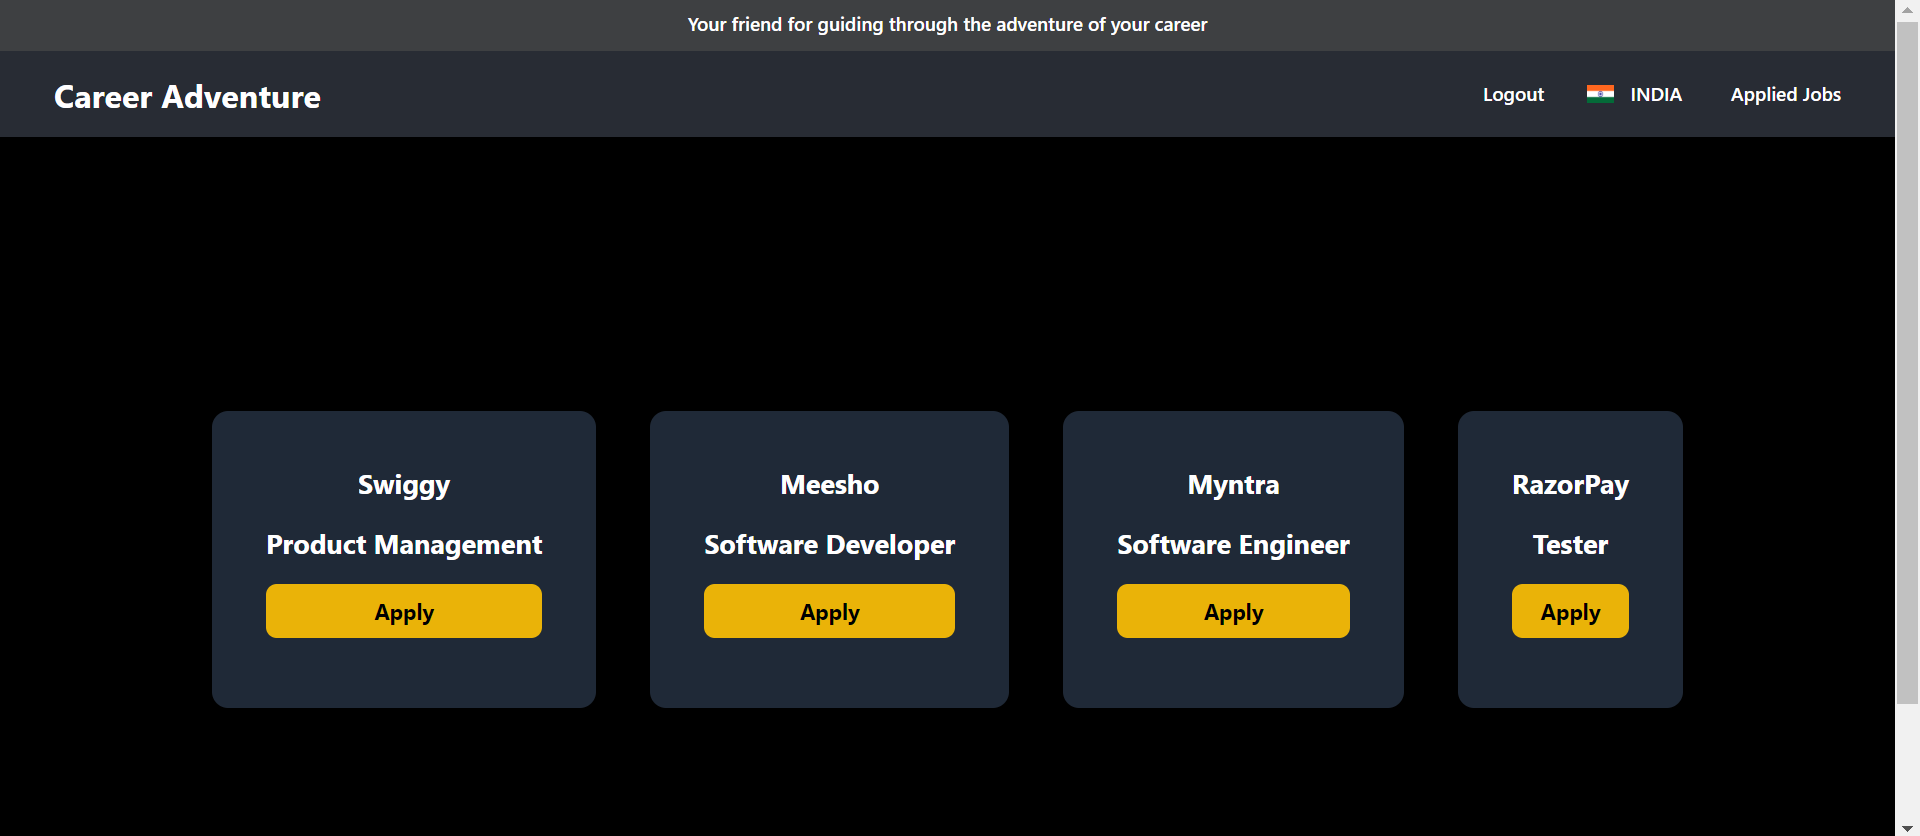 Your friend for guiding through the adventure of your career
Career Adventure
Logout
INDIA
Applied Jobs
Swiggy
Product Management
Apply
Meesho
Software Developer
Apply
Myntra
Software Engineer
Apply
RazorPay
Tester
Apply